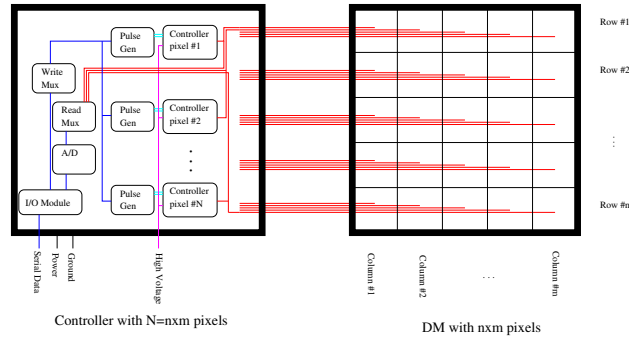 Pulse
Gen
Controller
pixel #1
Write
Mux
Read
Mux
Pulse
Gen
Controller
pixel #2
A/D
I/O Module
Pulse
Gen
Controller
pixel #N
Serial Data
Power
Ground
High Voltage
Controller with N=nxm pixels
Row #1
Row #2
...
Row #n
Column #1
Column #2
...
Column #m
DM with nxm pixels